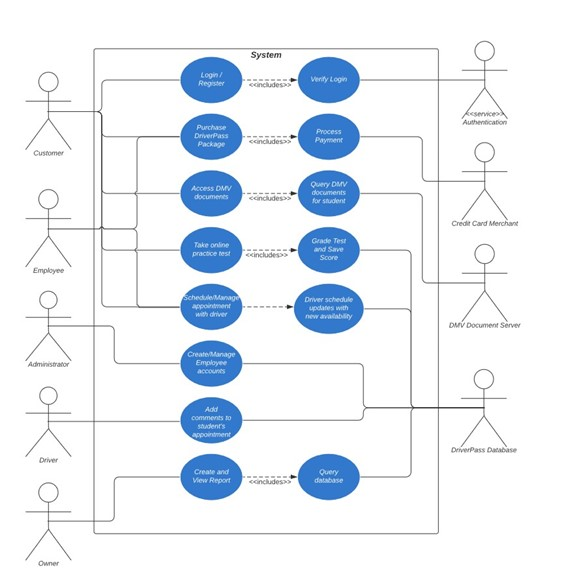 System
Login /
Register
<<includes>>
Verify Login
<<service>>
Authentication
Customer
Purchase
DriverPass
Package
<<includes>>
Process
Payment
Credit Card Merchant
Access DMV
documents
<<includes>>
Query DMV
documents
for student
Employee
Take online
practice test
<<includes>>
Grade Test
and Save
Score
DMV Document Server
Schedule/Manage
appointment
with driver
Driver schedule
updates with
new availability
Administrator
Create/Manage
Employee
accounts
Add
comments to
student's
appointment
Driver
DriverPass Database
Create and
View Report
<<includes>>
Query
database
Owner